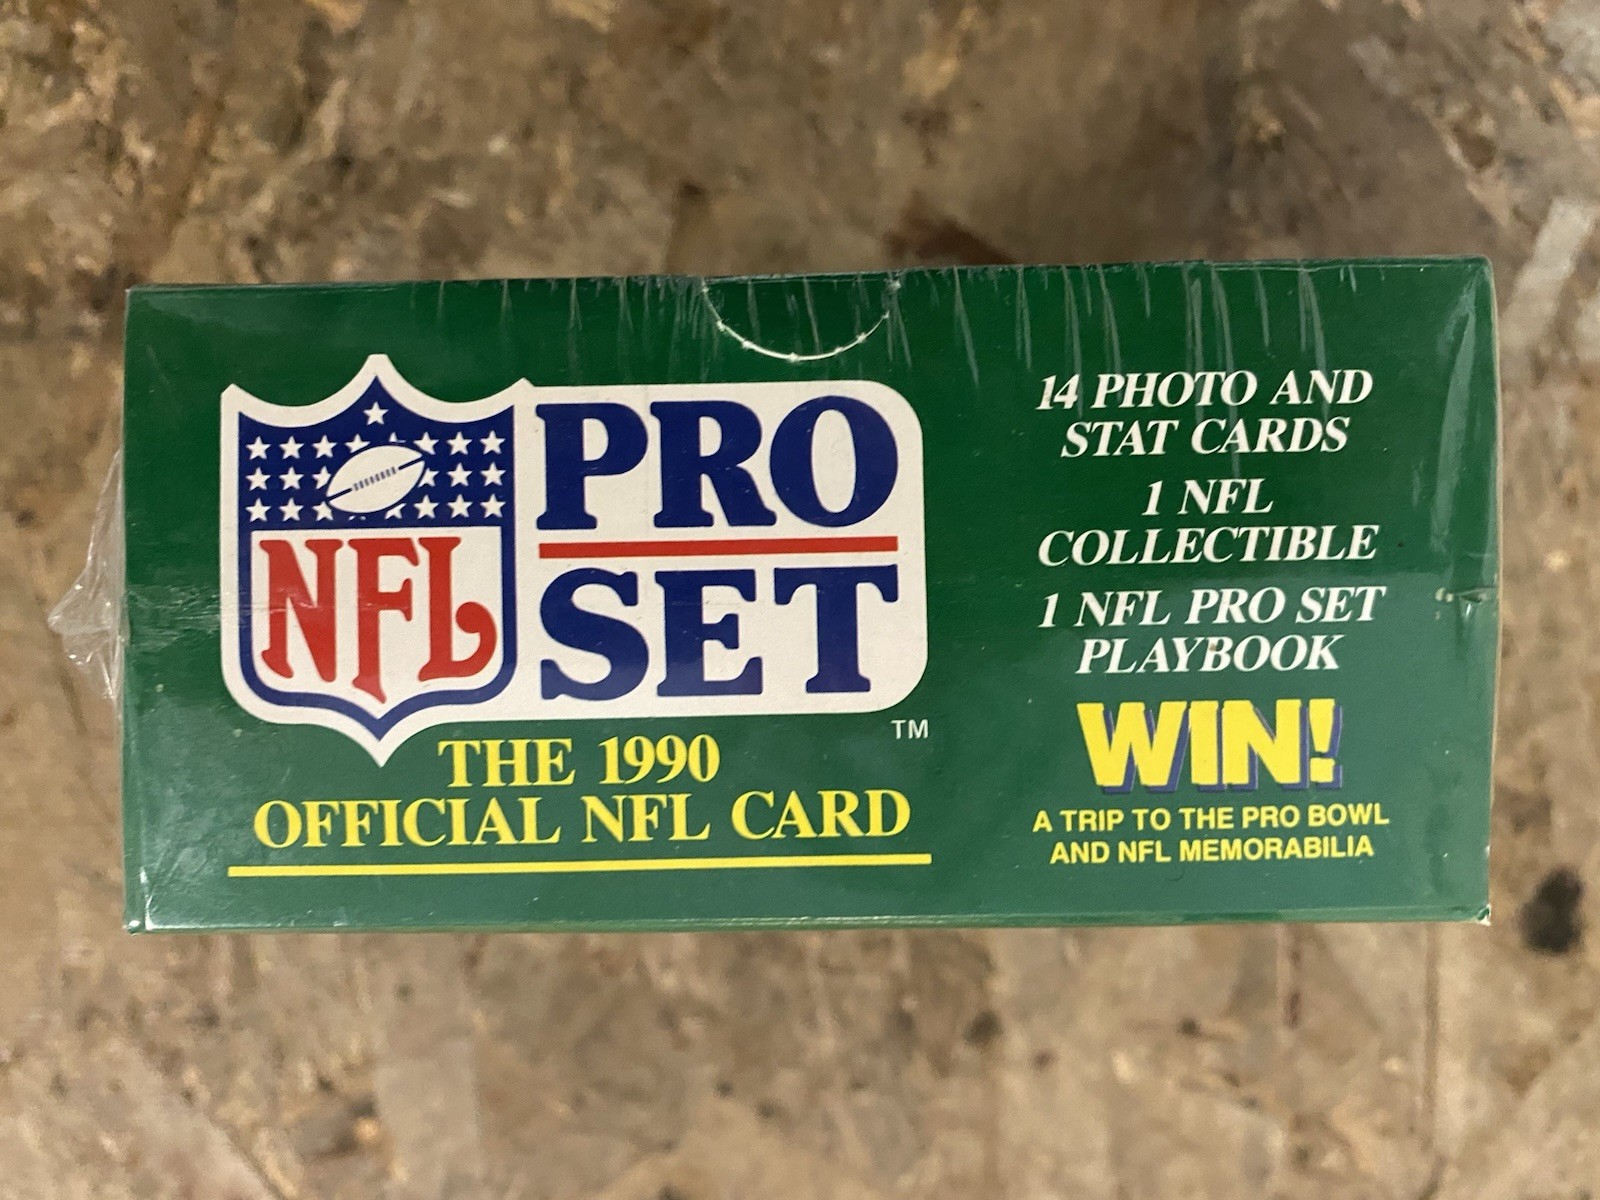 NFL
PRO
SET
TM
THE 1990
OFFICIAL NFL CARD
14 PHOTO AND
STAT CARDS
1 NFL
COLLECTIBLE
1 NFL PRO SET
PLAYBOOK
WIN!
A TRIP TO THE PRO BOWL
AND NFL MEMORABILIA